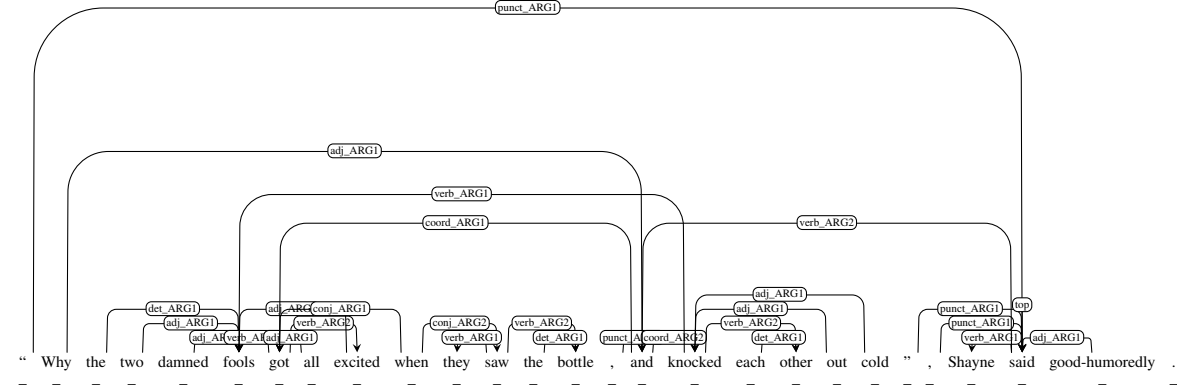 punct_ARG1
adj_ARG1
verb_ARG1
coord_ARG1 verb_ARG2
adj_ARG1
top
det_ARG1 conj_ARG1 adj_ARG1 punct_ARG1
adj_ARG1 verb_ARG2 conj_ARG2 verb_ARG2 verb_ARG2 punct_ARG1
adj_ARG1 verb_ARG1 det_ARG1 coord_ARG2 det_ARG1 verb_ARG1 adj_ARG1
“ Why the two damned fools got all excited when they saw the bottle , and knocked each other out cold ” , Shayne said good-humoredly .
_ _ _ _ _ _ _ _ _ _ _ _ _ _ _ _ _ _ _ _ _ _ _ _ _ _ _